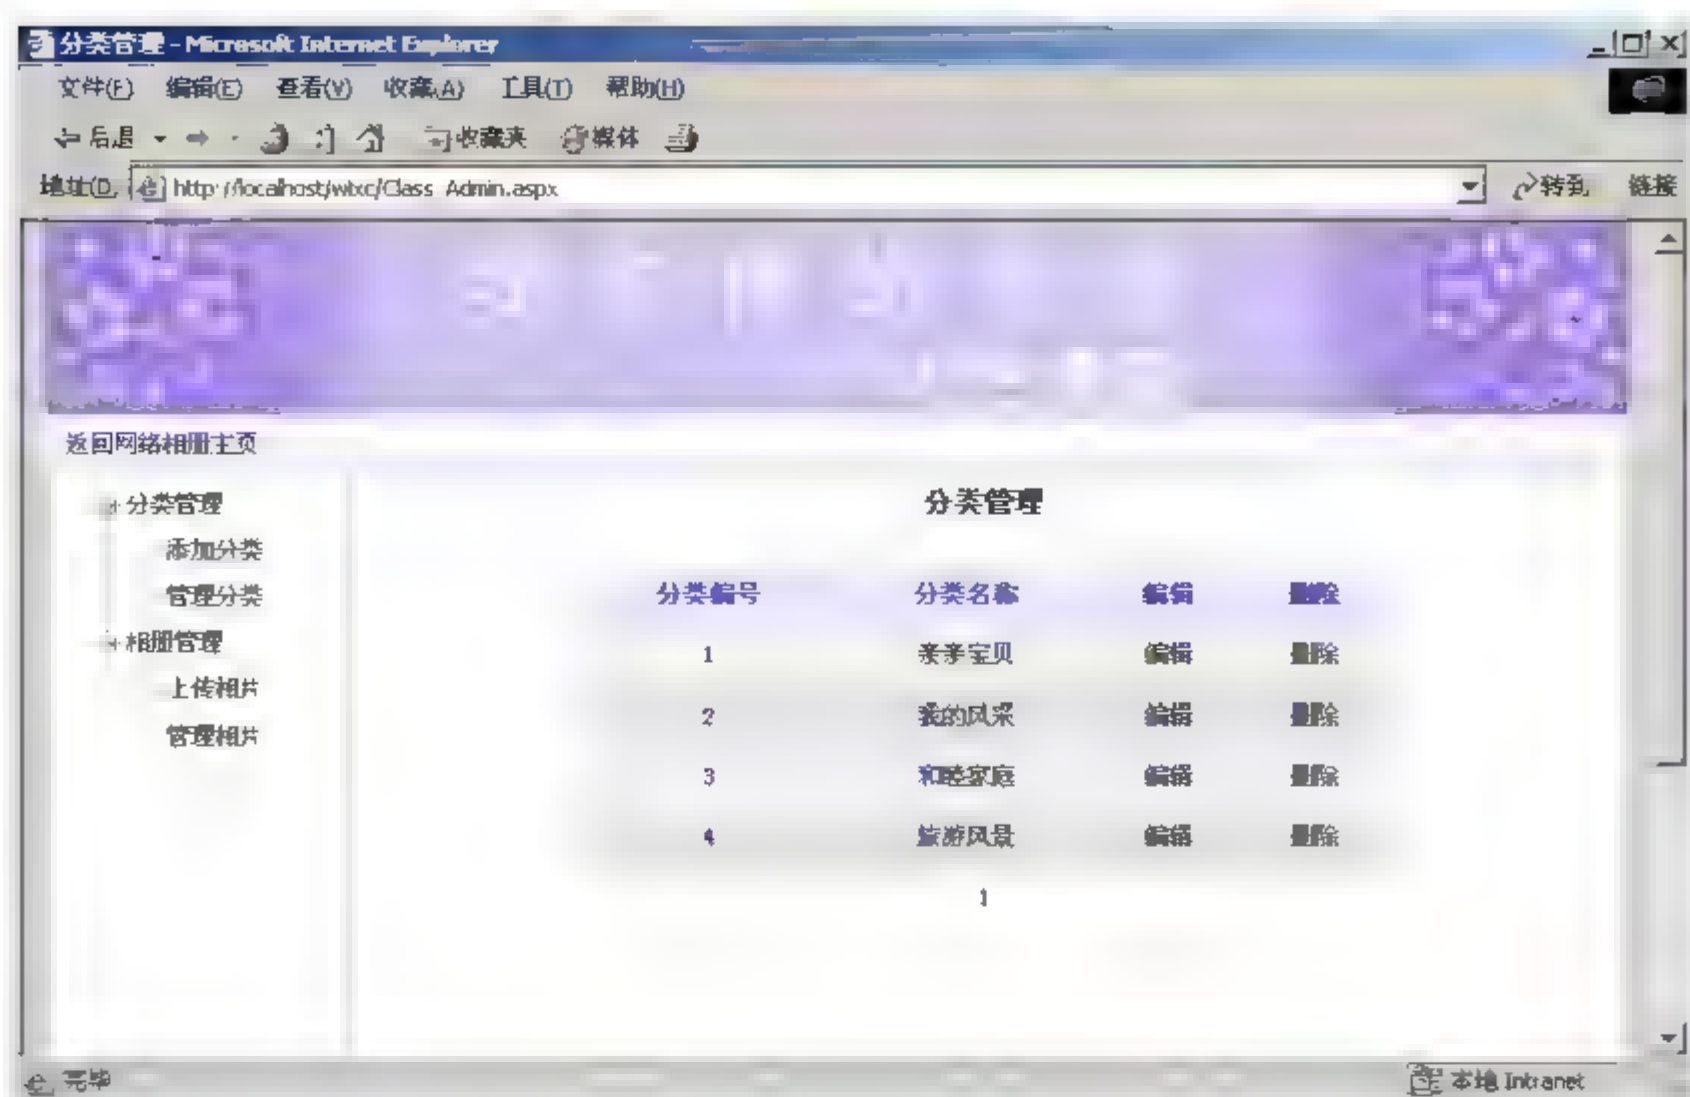 分类管理 - Microsoft Internet Explorer
文件(F) 编辑(E) 查看(V) 收藏(A) 工具(T) 帮助(H)
后退 收藏夹 媒体
地址(D) http://localhost/wlxc/Class_Admin.aspx 转到 链接
返回网络相册主页
分类管理
添加分类
管理分类
相册管理
上传相片
管理相片
分类管理
分类编号 分类名称 编辑 删除
1 亲亲宝贝 编辑 删除
2 我的风采 编辑 删除
3 和睦家庭 编辑 删除
4 旅游风景 编辑 删除
1
完毕 本地 Intranet